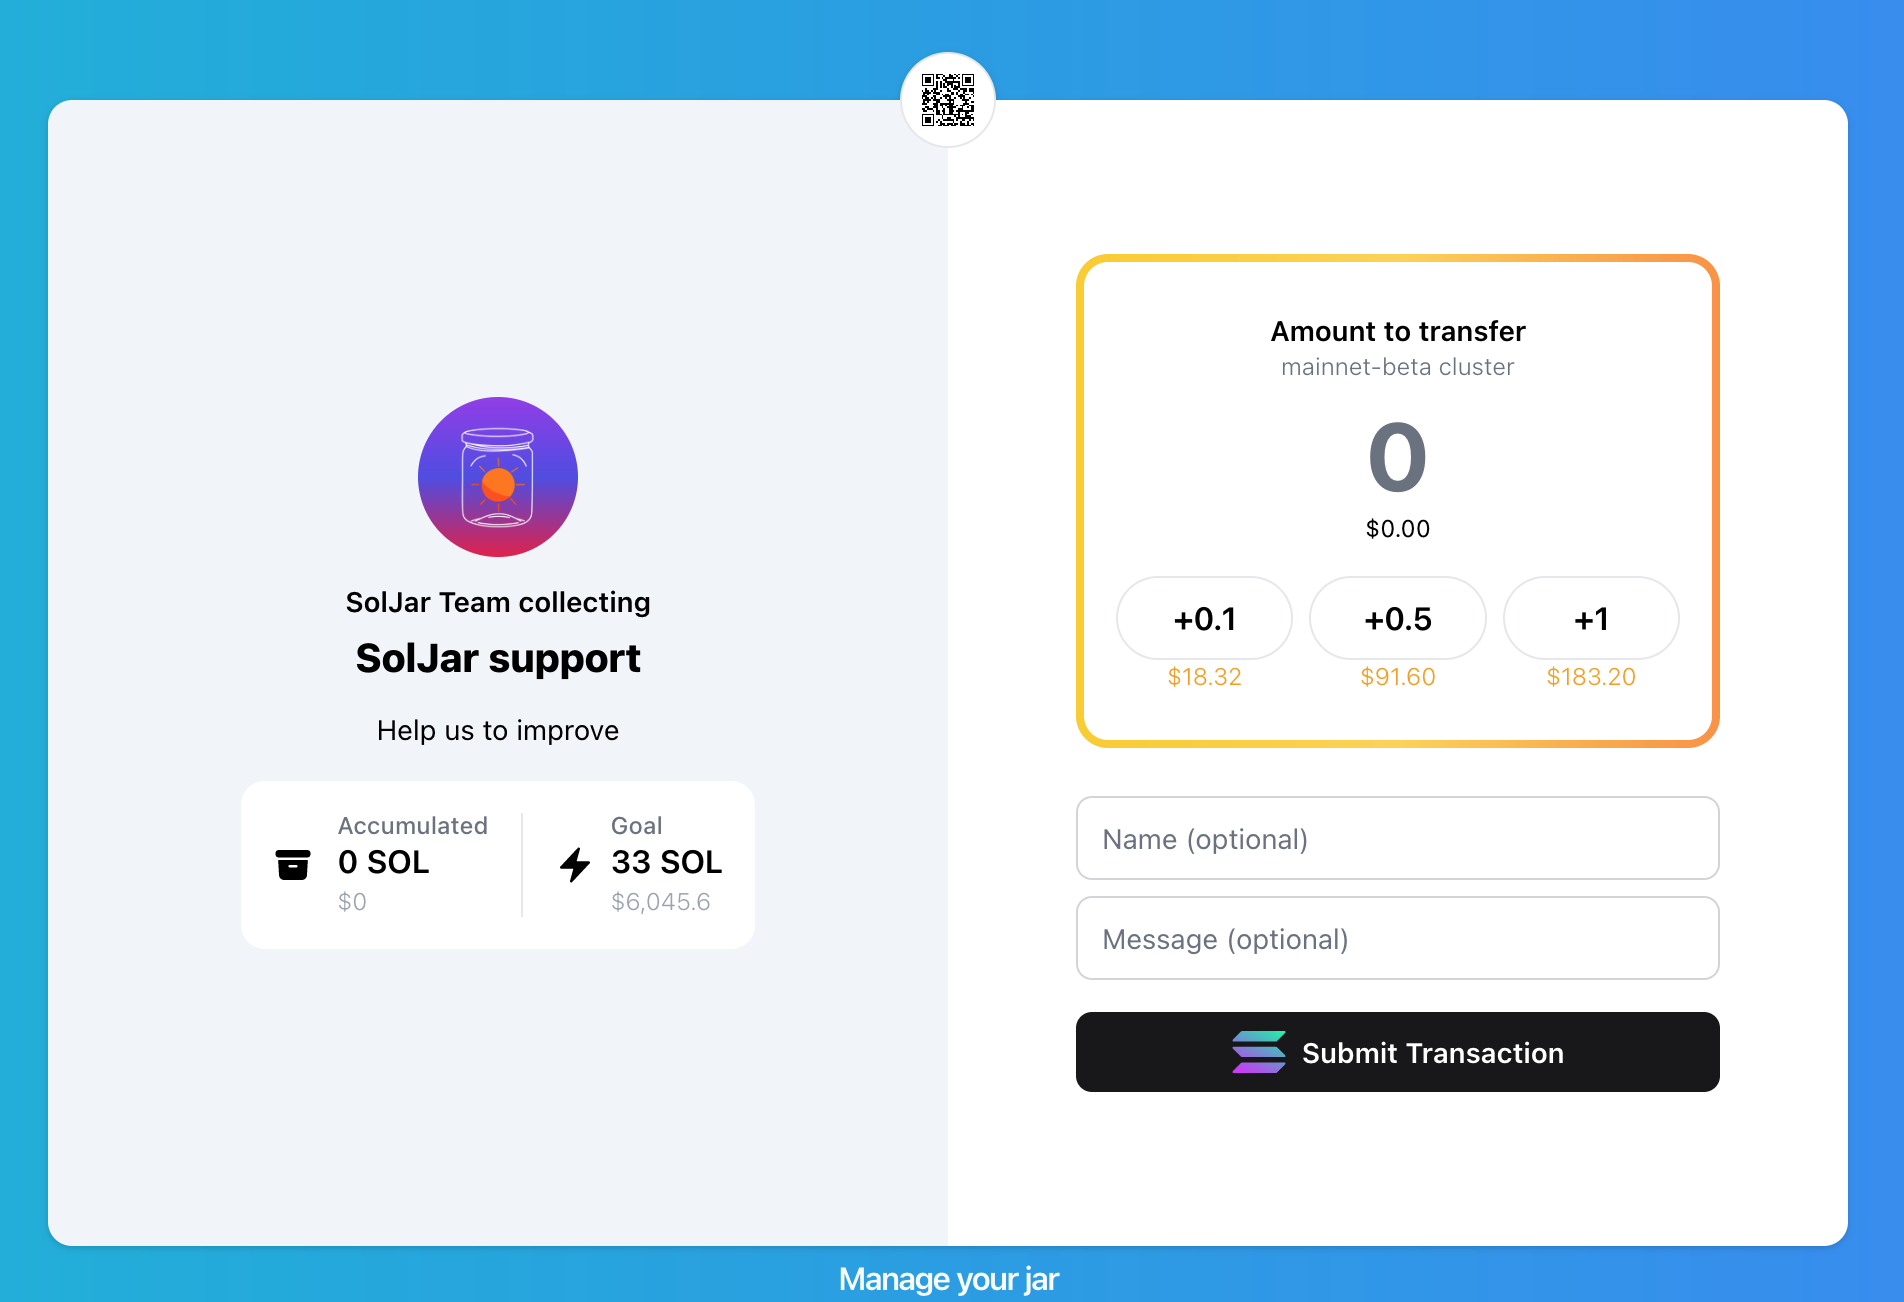 SolJar Team collecting
SolJar support
Help us to improve
Accumulated
0 SOL
$0
Goal
33 SOL
$6,045.6
Amount to transfer
mainnet-beta cluster
0
$0.00
+0.1
+0.5
+1
$18.32
$91.60
$183.20
Name (optional)
Message (optional)
Submit Transaction
Manage your jar